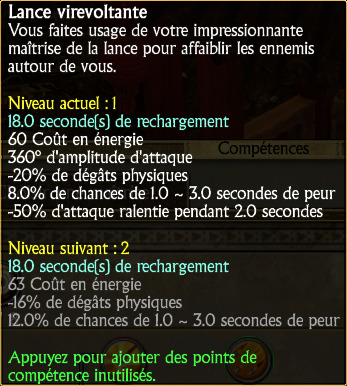 Lance virevoltante
Vous faites usage de votre impressionnante
maîtrise de la lance pour affaiblir les ennemis
autour de vous.
Niveau actuel : 1
18.0 seconde(s) de rechargement
60 Coût en énergie
360° d'amplitude d'attaque
Compétences
-20% de dégâts physiques
8.0% de chances de 1.0 ~ 3.0 secondes de peur
-50% d'attaque ralentie pendant 2.0 secondes
Niveau suivant : 2
18.0 seconde(s) de rechargement
63 Coût en énergie
-16% de dégâts physiques
12.0% de chances de 1.0 ~ 3.0 secondes de peur
Appuyez pour ajouter des points de
compétence inutilisés.